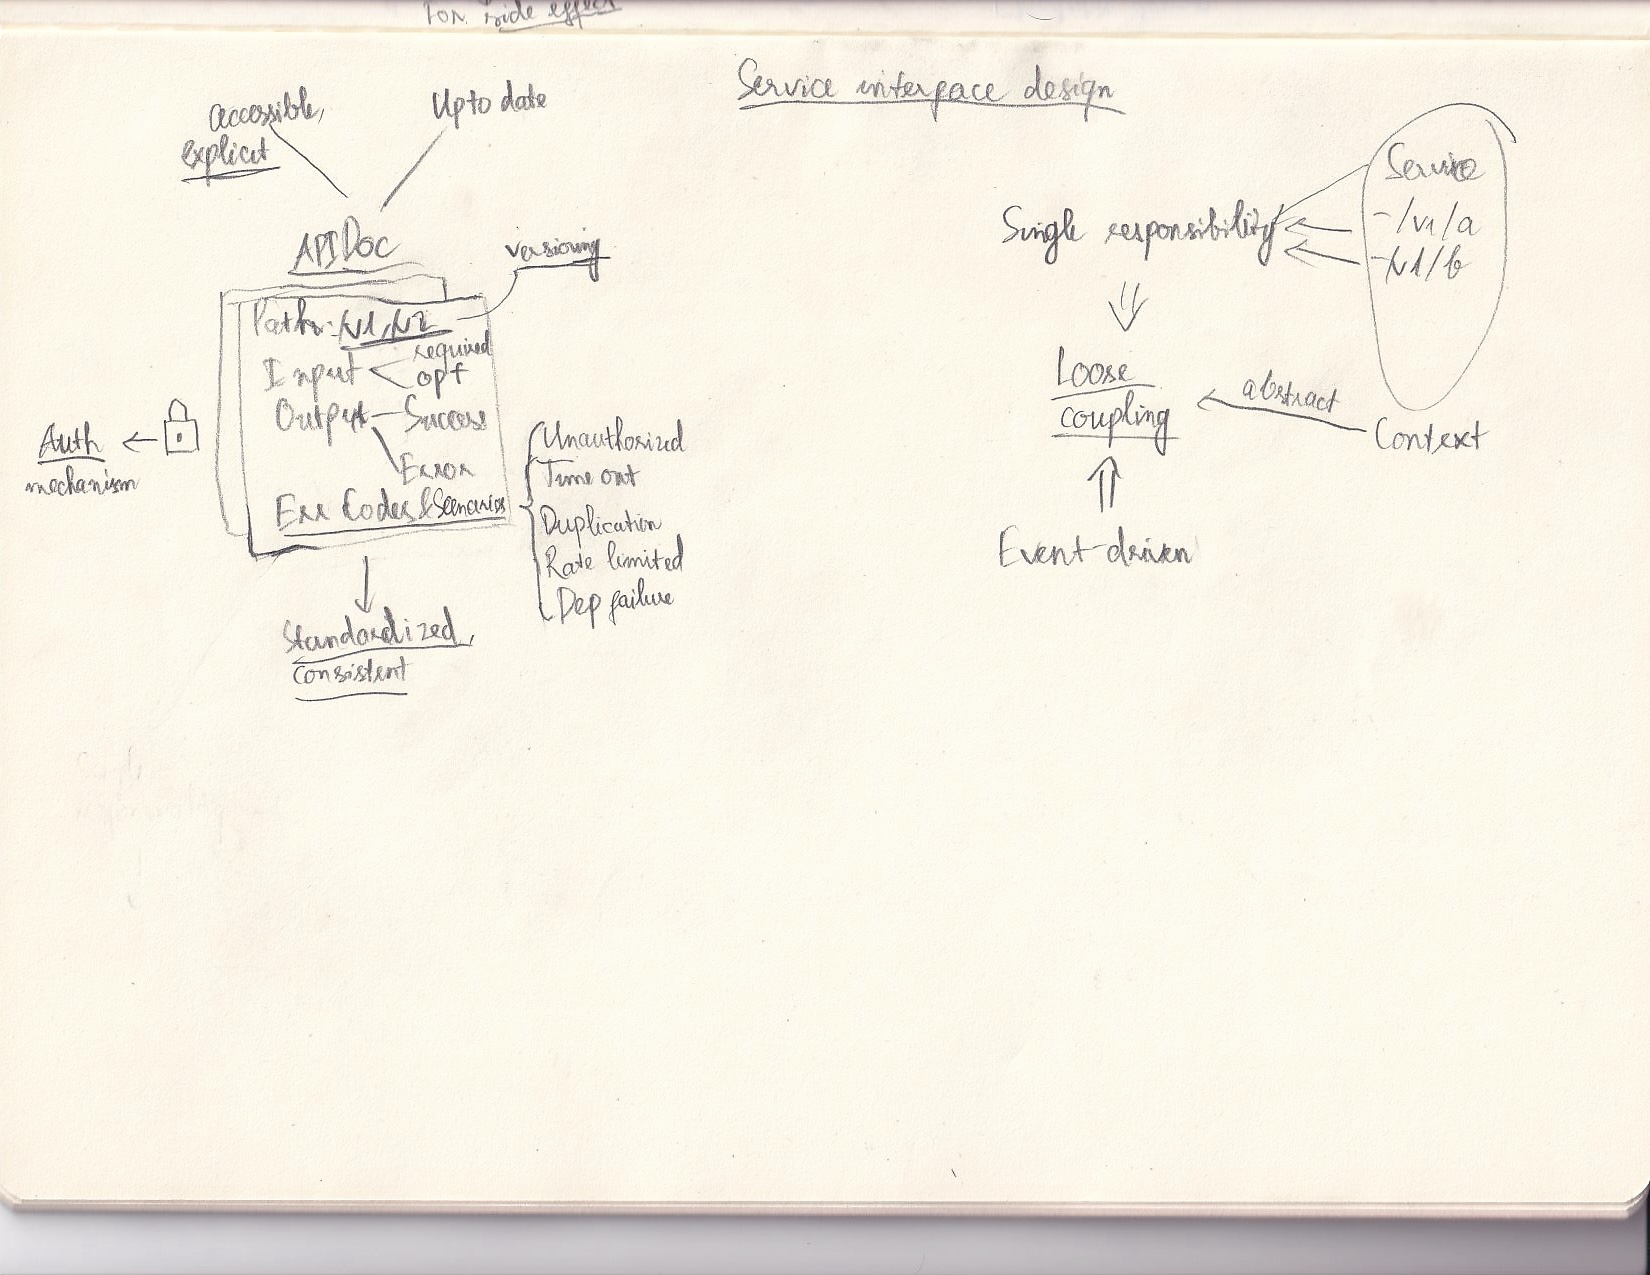 For side effect
Service interface design
accessible,
explicit
Up to date
API Doc
versioning
Path: /v1, /v2
Input
required
opt
Output
Success
Error
Err Codes & Scenarios
Auth
mechanism
Unauthorized
Time out
Duplication
Rate limited
Dep failure
Standardized,
consistent
Service
- /v1/a
- /v1/b
Single responsibility
Loose
coupling
abstract
Context
Event-driven